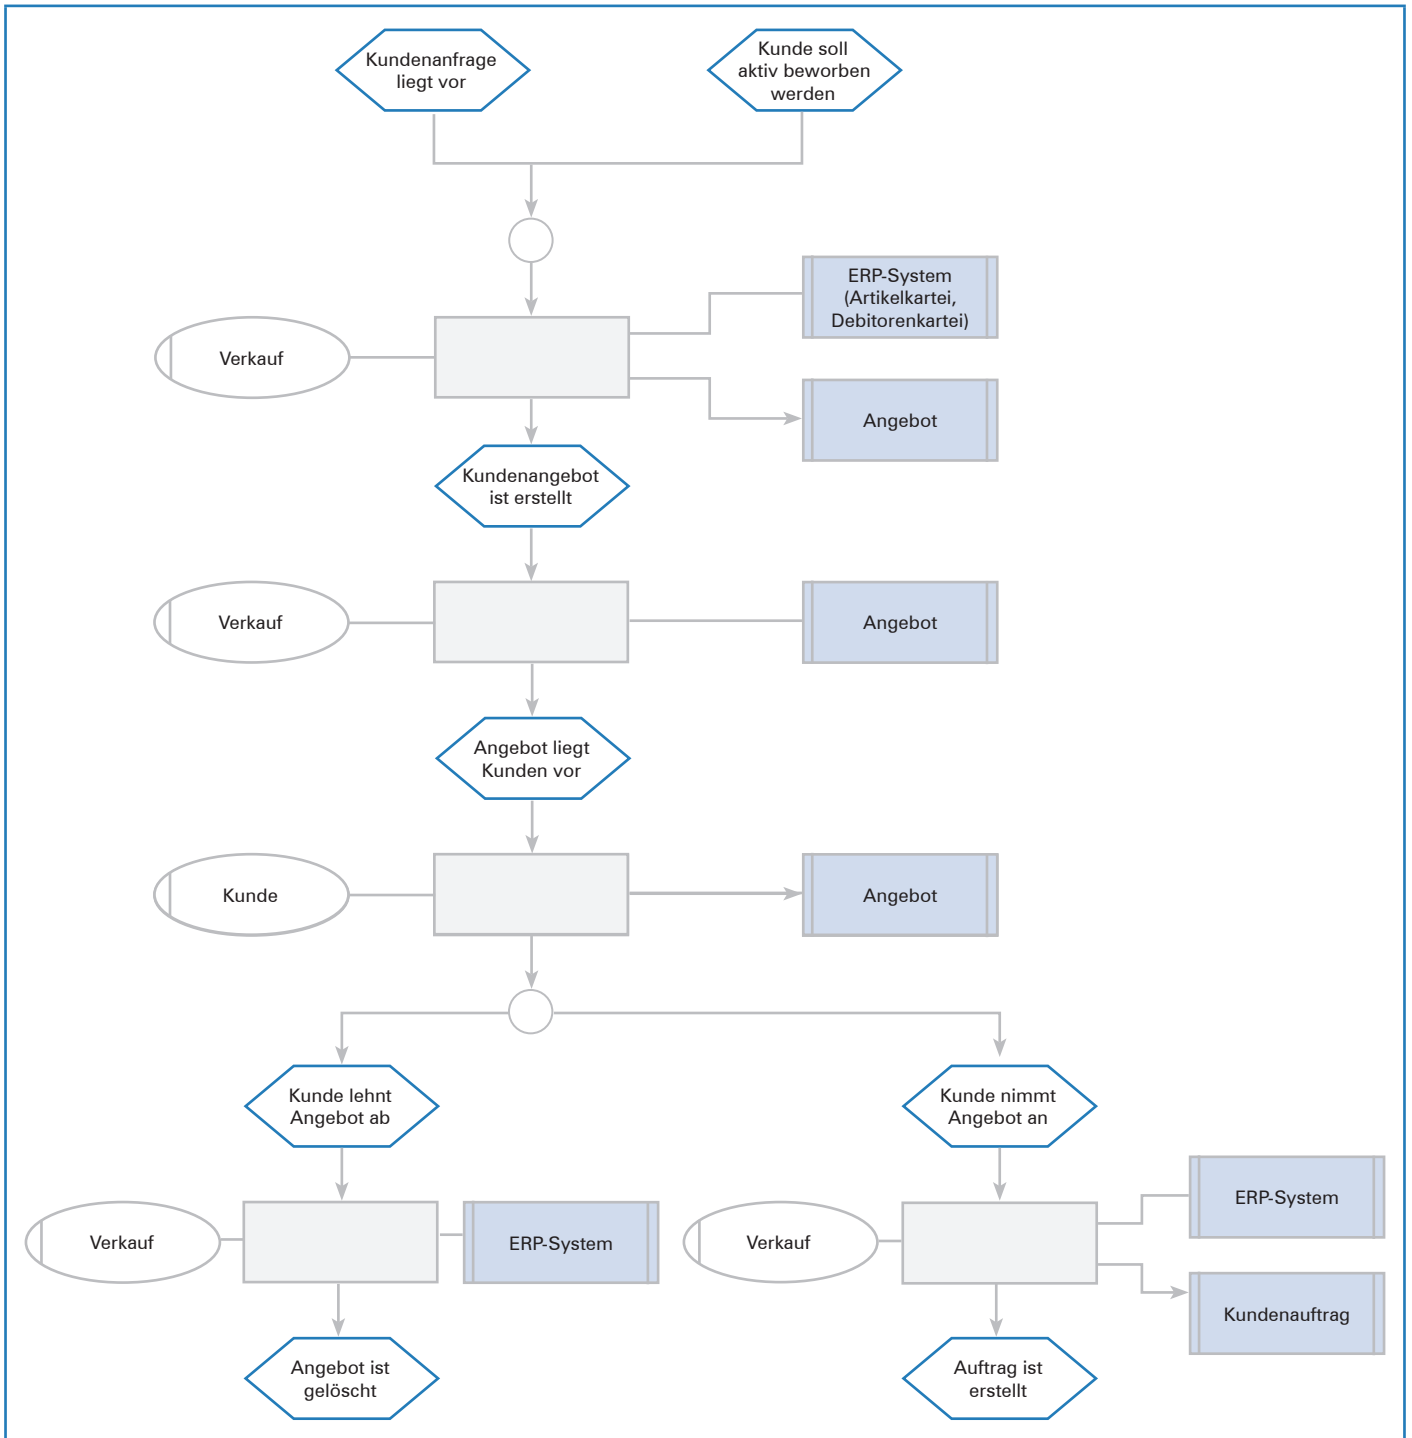 Kundenanfrage
liegt vor
Kunde soll
aktiv beworben
werden
ERP-System
(Artikelkartei,
Debitorenkartei)
Verkauf
Angebot
Kundenangebot
ist erstellt
Verkauf
Angebot
Angebot liegt
Kunden vor
Kunde
Angebot
Kunde lehnt
Angebot ab
Kunde nimmt
Angebot an
Verkauf
ERP-System
Verkauf
ERP-System
Kundenauftrag
Angebot ist
gelöscht
Auftrag ist
erstellt